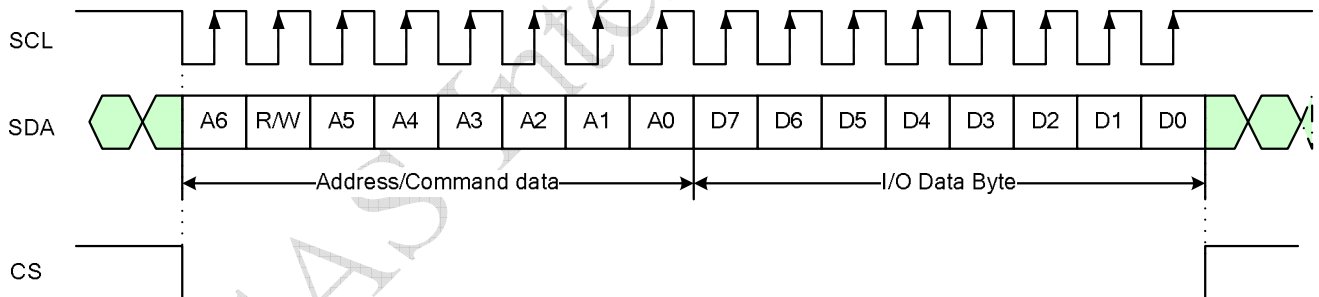 SCL
SDA A6 R/W A5 A4 A3 A2 A1 A0 D7 D6 D5 D4 D3 D2 D1 D0
Address/Command data I/O Data Byte
CS